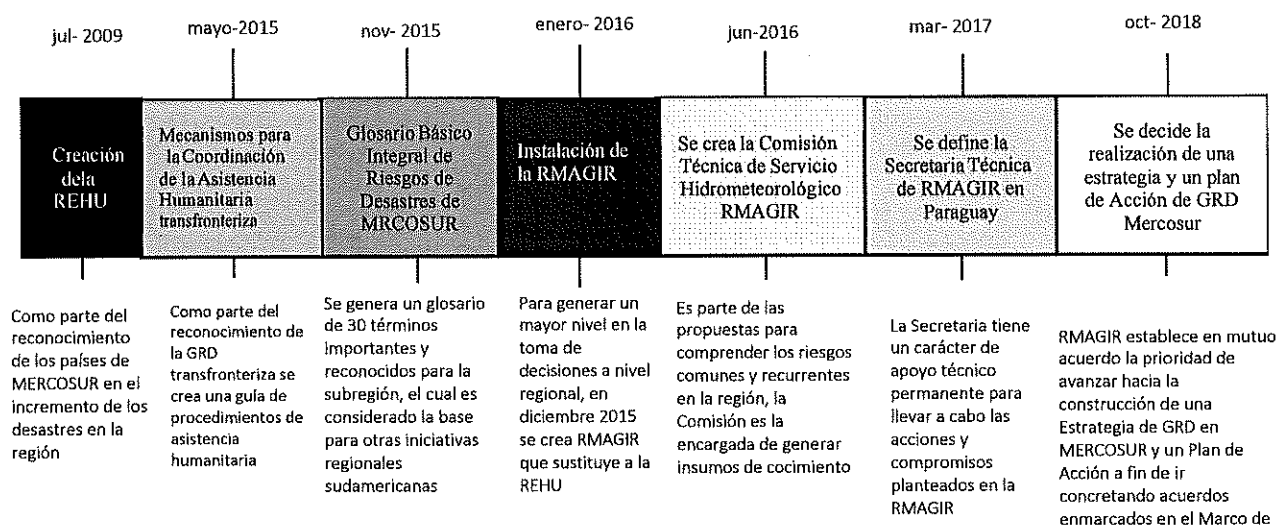 jul- 2009
mayo-2015
nov- 2015
enero- 2016
jun-2016
mar- 2017
oct- 2018
Creación
dela
REHU
Mecanismos para
la Coordinación
de la Asistencia
Humanitaria
transfronteriza
Glosario Básico
Integral de
Riesgos de
Desastres de
MRCOSUR
Instalación de
la RMAGIR
Se crea la Comisión
Técnica de Servicio
Hidrometeorológico
RMAGIR
Se define la
Secretaria Técnica
de RMAGIR en
Paraguay
Se decide la
realización de una
estrategia y un plan
de Acción de GRD
Mercosur
Como parte del
reconocimiento
de los países de
MERCOSUR en el
incremento de los
desastres en la
región
Como parte del
reconocimiento de
la GRD
transfronteriza se
crea una guía de
procedimientos de
asistencia
humanitaria
Se genera un glosario
de 30 términos
importantes y
reconocidos para la
subregión, el cual es
considerado la base
para otras iniciativas
regionales
sudamericanas
Para generar un
mayor nivel en la
toma de
decisiones a nivel
regional, en
diciembre 2015
se crea RMAGIR
que sustituye a la
REHU
Es parte de las
propuestas para
comprender los riesgos
comunes y recurrentes
en la región, la
Comisión es la
encargada de generar
insumos de cocimiento
La Secretaria tiene
un carácter de
apoyo técnico
permanente para
llevar a cabo las
acciones y
compromisos
planteados en la
RMAGIR
RMAGIR establece en mutuo
acuerdo la prioridad de
avanzar hacia la
construcción de una
Estrategia de GRD en
MERCOSUR y un Plan de
Acción a fin de ir
concretando acuerdos
enmarcados en el Marco de